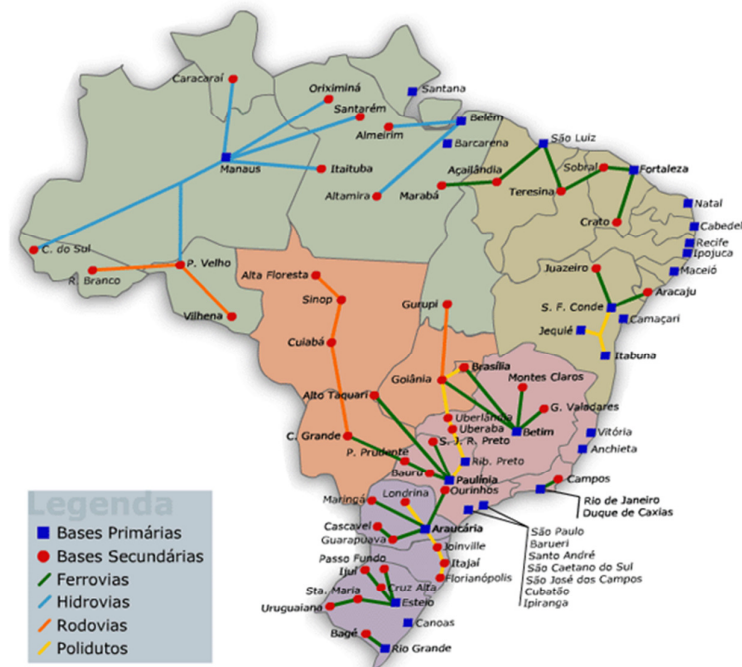 Caracaraí
Oriximiná
Santarém
Almeirim
Santana
Belém
Barcarena
Manaus
Itaituba
Altamira
Marabá
Açailândia
São Luiz
Teresina
Sobral
Fortaleza
Crato
Natal
Cabedel
Recife
Ipojuca
Maceió
C. do Sul
R. Branco
P. Velho
Vilhena
Alta Floresta
Sinop
Cuiabá
Gurupi
Juazeiro
Aracaju
S. F. Conde
Camaçari
Jequié
Itabuna
Alto Taquari
C. Grande
Goiânia
Brasília
Montes Claros
G. Valadares
Uberlândia
Uberaba
Betim
Vitória
Anchieta
S. J. R. Preto
P. Prudente
Rib. Preto
Bauru
Paulínia
Ourinhos
Campos
Rio de Janeiro
Duque de Caxias
São Paulo
Barueri
Santo André
São Caetano do Sul
São José dos Campos
Cubatão
Ipiranga
Londrina
Maringá
Cascavel
Guarapuava
Araucária
Joinville
Itajaí
Florianópolis
Passo Fundo
Ijuí
Cruz Alta
Sta. Maria
Uruguaiana
Esteio
Canoas
Bagé
Rio Grande
Legenda
Bases Primárias
Bases Secundárias
Ferrovias
Hidrovias
Rodovias
Polidutos